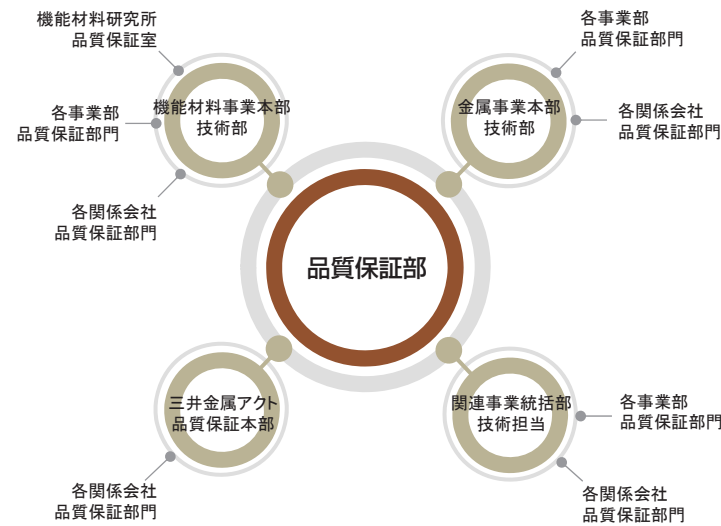 機能材料研究所
品質保証室
各事業部
品質保証部門
各関係会社
品質保証部門
機能材料事業本部
技術部
各事業部
品質保証部門
各関係会社
品質保証部門
金属事業本部
技術部
品質保証部
三井金属アクト
品質保証本部
各関係会社
品質保証部門
関連事業統括部
技術担当
各事業部
品質保証部門
各関係会社
品質保証部門